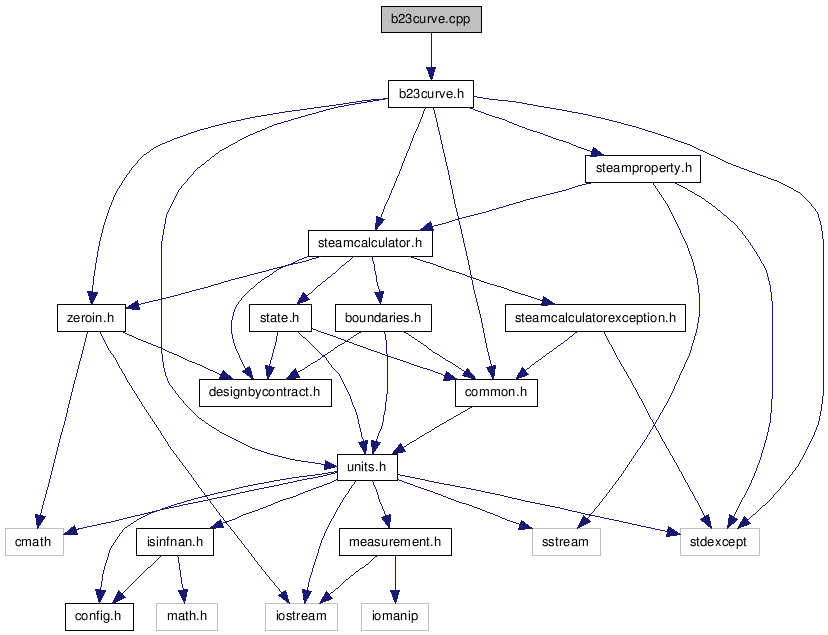 b23curve.cpp
b23curve.h
steamproperty.h
steamcalculator.h
zeroin.h
state.h
boundaries.h
steamcalculatorexception.h
designbycontract.h
common.h
units.h
cmath
isinfnan.h
measurement.h
sstream
stdexcept
config.h
math.h
iostream
iomanip